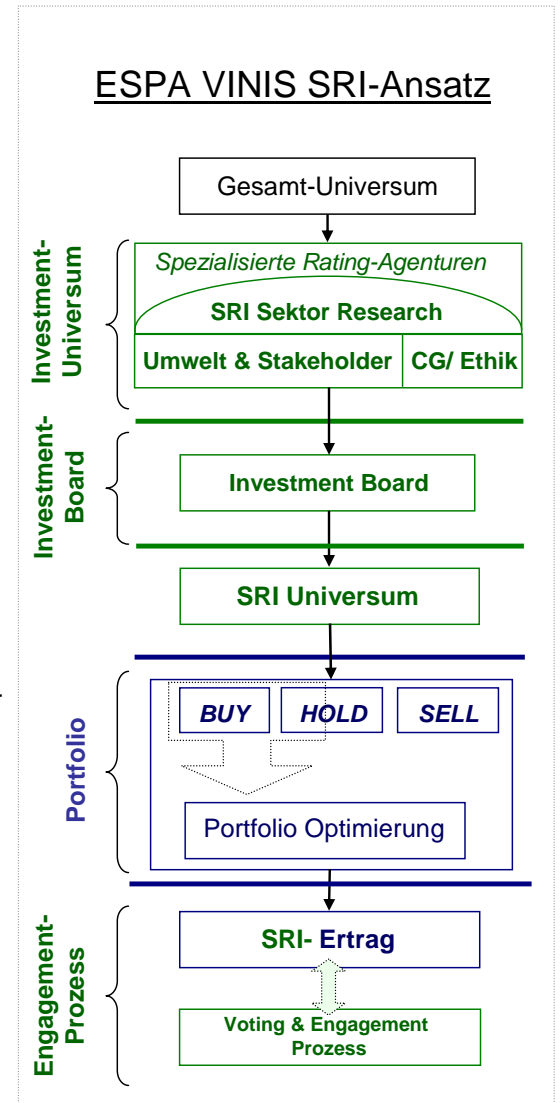 ESPA VINIS SRI-Ansatz
Gesamt-Universum
Investment-
Universum
Spezialisierte Rating-Agenturen
SRI Sektor Research
Umwelt & Stakeholder
CG/ Ethik
Investment-
Board
Investment Board
SRI Universum
Portfolio
BUY
HOLD
SELL
Portfolio Optimierung
Engagement-
Prozess
SRI- Ertrag
Voting & Engagement
Prozess